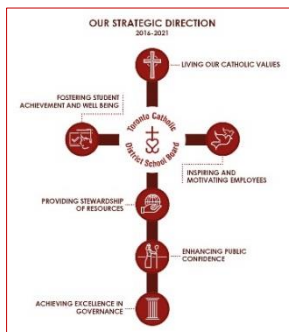 OUR STRATEGIC DIRECTION
2016-2021
LIVING OUR CATHOLIC VALUES
FOSTERING STUDENT
ACHIEVEMENT AND WELL BEING
Toronto Catholic
District School Board
INSPIRING AND
MOTIVATING EMPLOYEES
PROVIDING STEWARDSHIP
OF RESOURCES
ENHANCING PUBLIC
CONFIDENCE
ACHIEVING EXCELLENCE IN
GOVERNANCE